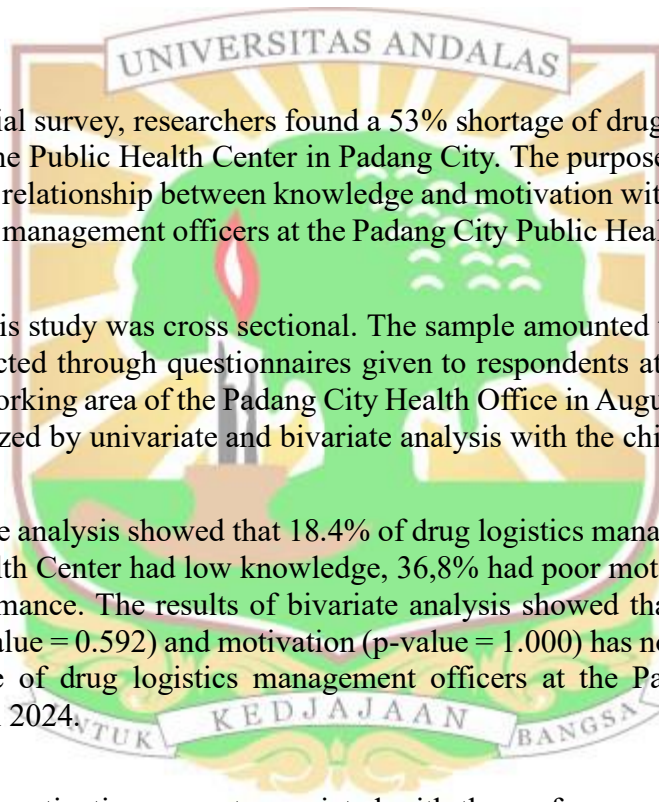 UNIVERSITAS ANDALAS
ial survey, researchers found a 53% shortage of drug
ne Public Health Center in Padang City. The purpose
relationship between knowledge and motivation wit
management officers at the Padang City Public Heal
is study was cross sectional. The sample amounted
cted through questionnaires given to respondents at
orking area of the Padang City Health Office in Augu
zed by univariate and bivariate analysis with the chi
e analysis showed that 18.4% of drug logistics mana
lth Center had low knowledge, 36,8% had poor mot
rmance. The results of bivariate analysis showed tha
alue = 0.592) and motivation (p-value = 1.000) has no
e of drug logistics management officers at the Pa
2024.
UNTUK KEDJAJAAN BANGSA